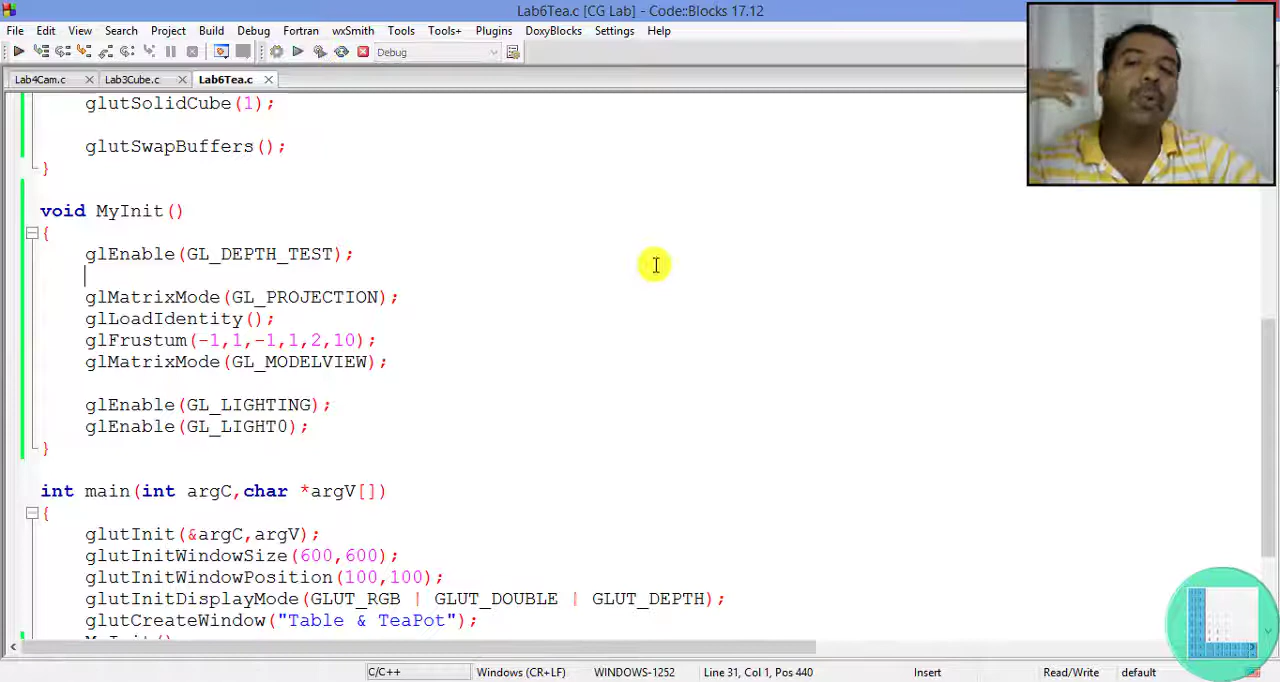 Lab6Tea.c [CG Lab] - Code::Blocks 17.12
File Edit View Search Project Build Debug Fortran wxSmith Tools Tools+ Plugins DoxyBlocks Settings Help
Debug
Lab4Cam.c Lab3Cube.c Lab6Tea.c
glutSolidCube(1);
glutSwapBuffers();
}
void MyInit()
{
glEnable(GL_DEPTH_TEST);
glMatrixMode(GL_PROJECTION);
glLoadIdentity();
glFrustum(-1,1,-1,1,2,10);
glMatrixMode(GL_MODELVIEW);
glEnable(GL_LIGHTING);
glEnable(GL_LIGHT0);
}
int main(int argC,char *argV[])
{
glutInit(&argC,argV);
glutInitWindowSize(600,600);
glutInitWindowPosition(100,100);
glutInitDisplayMode(GLUT_RGB | GLUT_DOUBLE | GLUT_DEPTH);
glutCreateWindow("Table & TeaPot");
C/C++ Windows (CR+LF) WINDOWS-1252 Line 31, Col 1, Pos 440 Insert Read/Write default